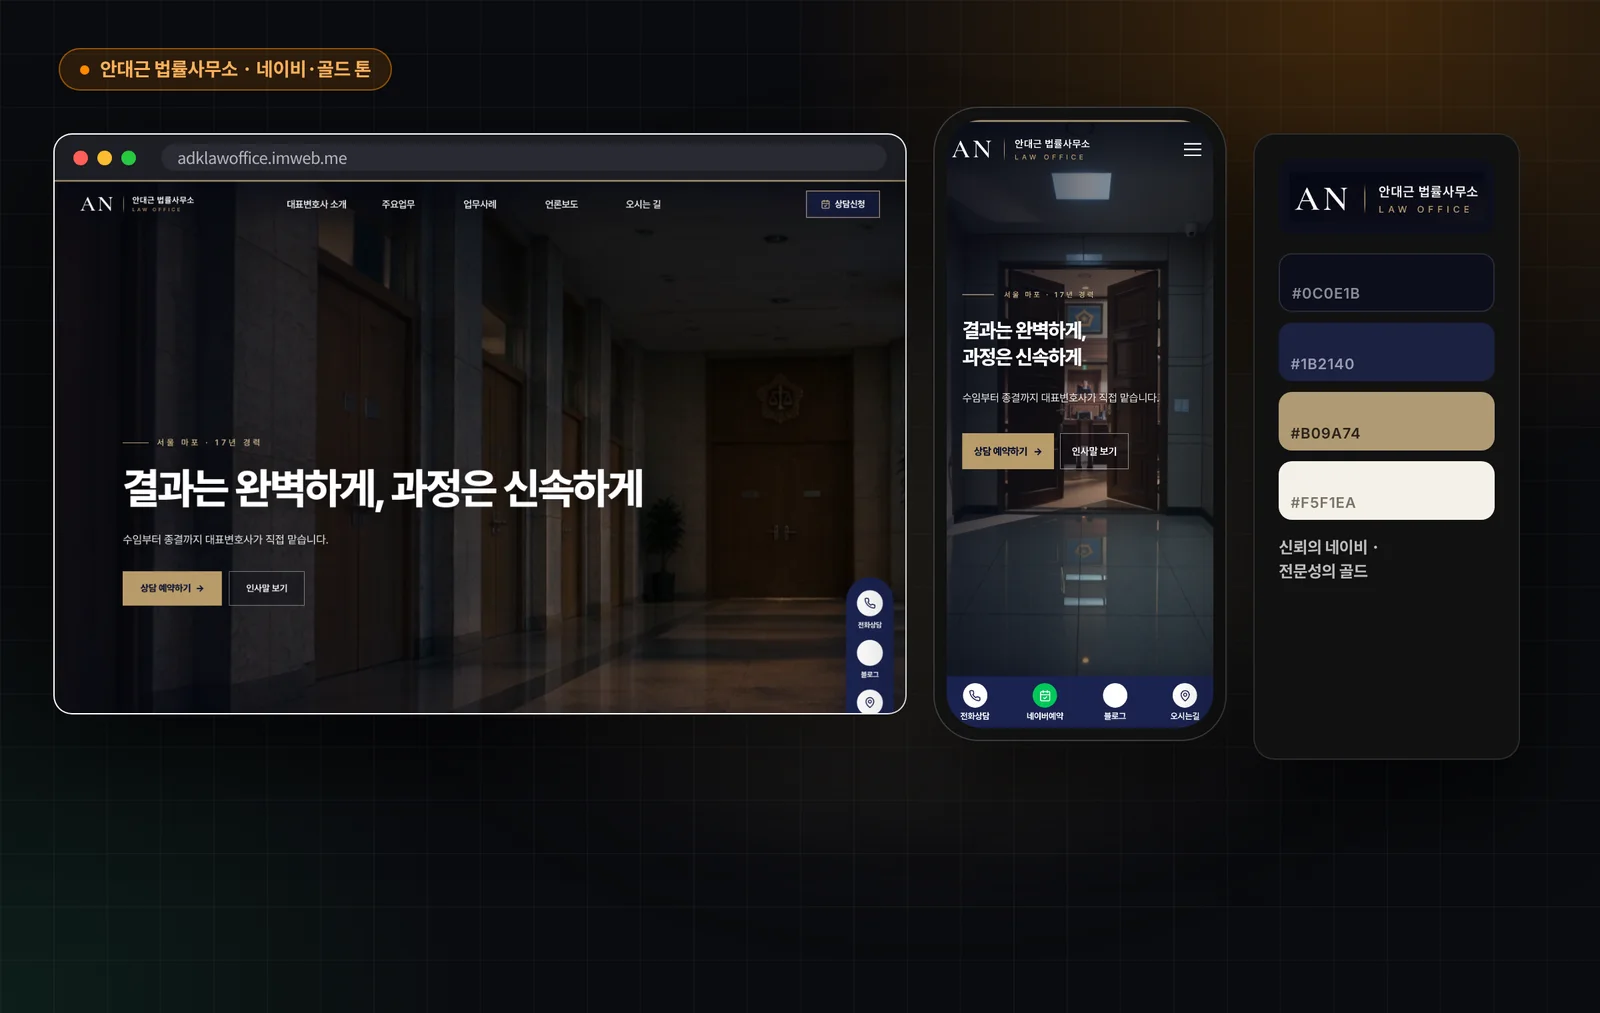 안대근 법률사무소 · 네이비·골드 톤
adklawoffice.imweb.me
AN 안대근 법률사무소
LAW OFFICE
대표변호사 소개 주요업무 업무사례 언론보도 오시는 길 상담신청
서울 마포 · 17년 경력
결과는 완벽하게, 과정은 신속하게
수임부터 종결까지 대표변호사가 직접 맡습니다.
상담 예약하기 → 인사말 보기
전화상담
블로그
AN 안대근 법률사무소
LAW OFFICE
서울 마포 · 17년 경력
결과는 완벽하게,
과정은 신속하게
수임부터 종결까지 대표변호사가 직접 맡습니다.
상담 예약하기 → 인사말 보기
전화상담 네이버예약 블로그 오시는길
AN 안대근 법률사무소
LAW OFFICE
#0C0E1B
#1B2140
#B09A74
#F5F1EA
신뢰의 네이비 ·
전문성의 골드